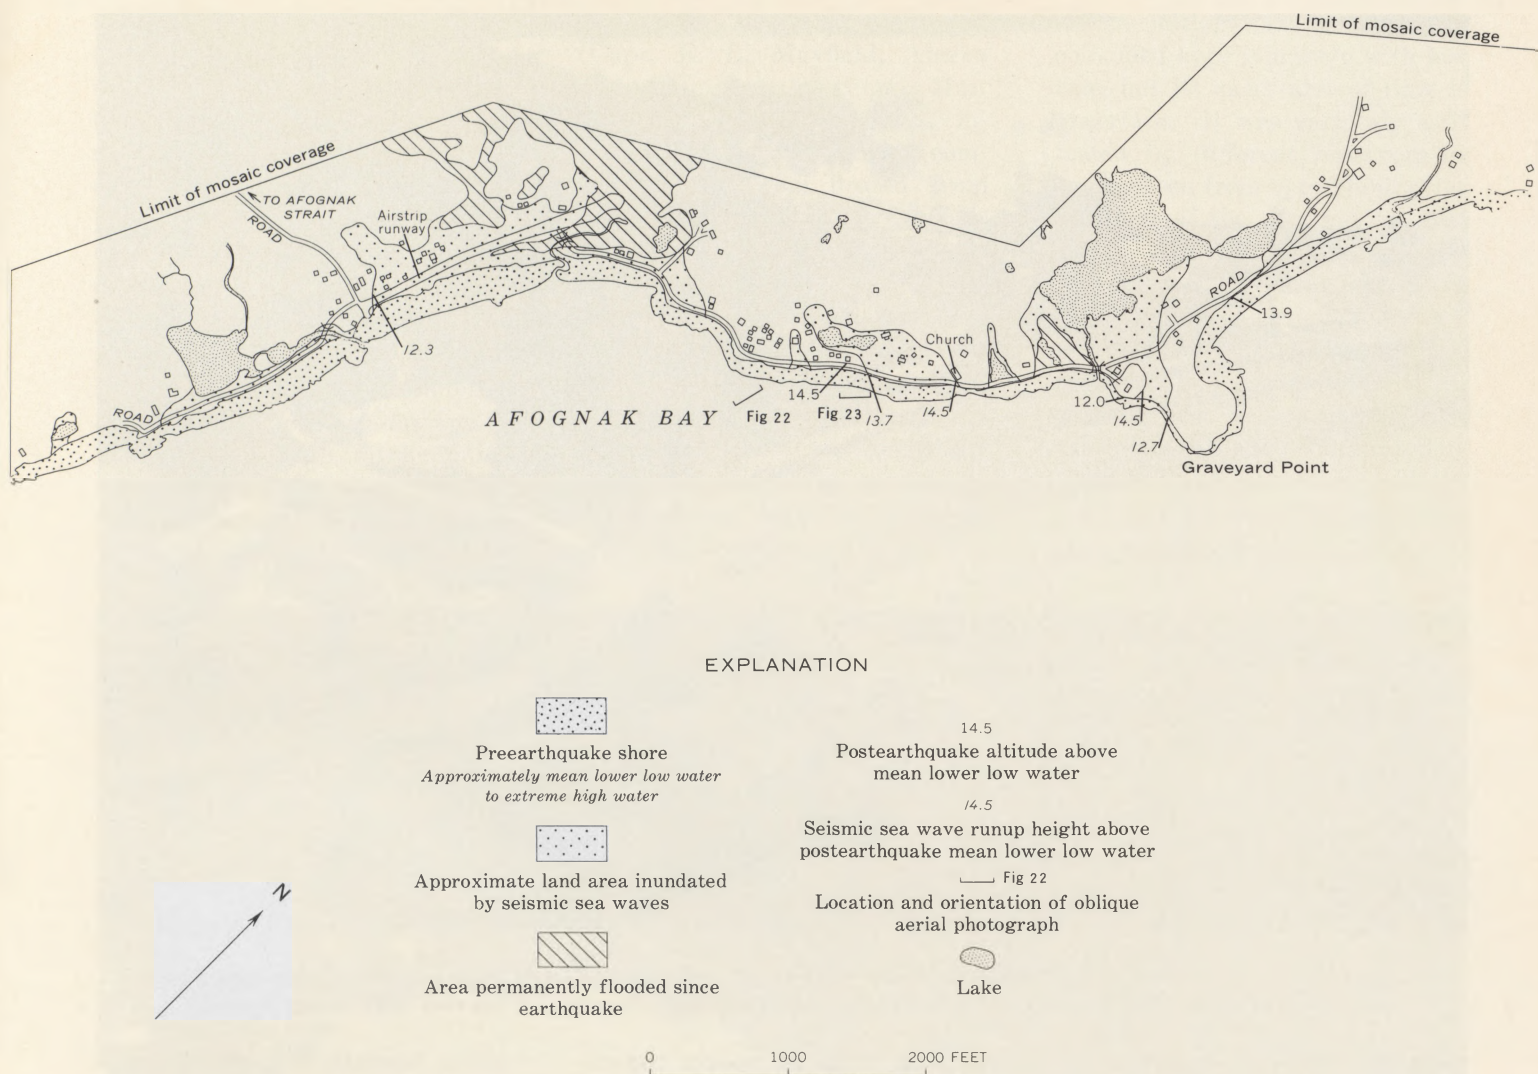 Limit of mosaic coverage
Limit of mosaic coverage
TO AFOGNAK
STRAIT
ROAD
Airstrip
runway
12.3
ROAD
ROAD
13.9
Church
14.5
Fig 22
Fig 23
13.7
14.5
12.0
14.5
12.7
AFOGNAK BAY
Graveyard Point
EXPLANATION
Preearthquake shore
Approximately mean lower low water
to extreme high water
Approximate land area inundated
by seismic sea waves
Area permanently flooded since
earthquake
14.5
Postearthquake altitude above
mean lower low water
14.5
Seismic sea wave runup height above
postearthquake mean lower low water
Fig 22
Location and orientation of oblique
aerial photograph
Lake
N
0 1000 2000 FEET